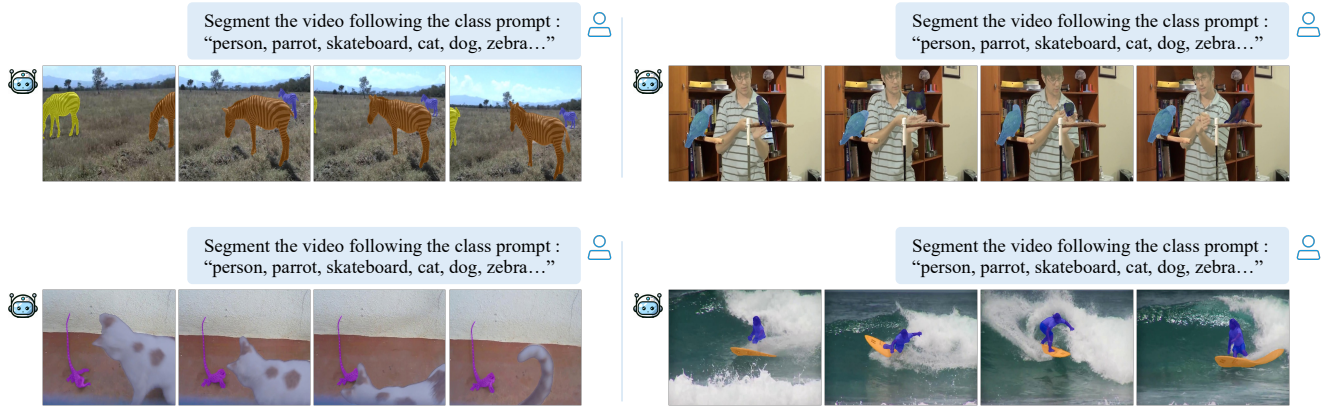 Segment the video following the class prompt :
“person, parrot, skateboard, cat, dog, zebra…”
Segment the video following the class prompt :
“person, parrot, skateboard, cat, dog, zebra…”
Segment the video following the class prompt :
“person, parrot, skateboard, cat, dog, zebra…”
Segment the video following the class prompt :
“person, parrot, skateboard, cat, dog, zebra…”